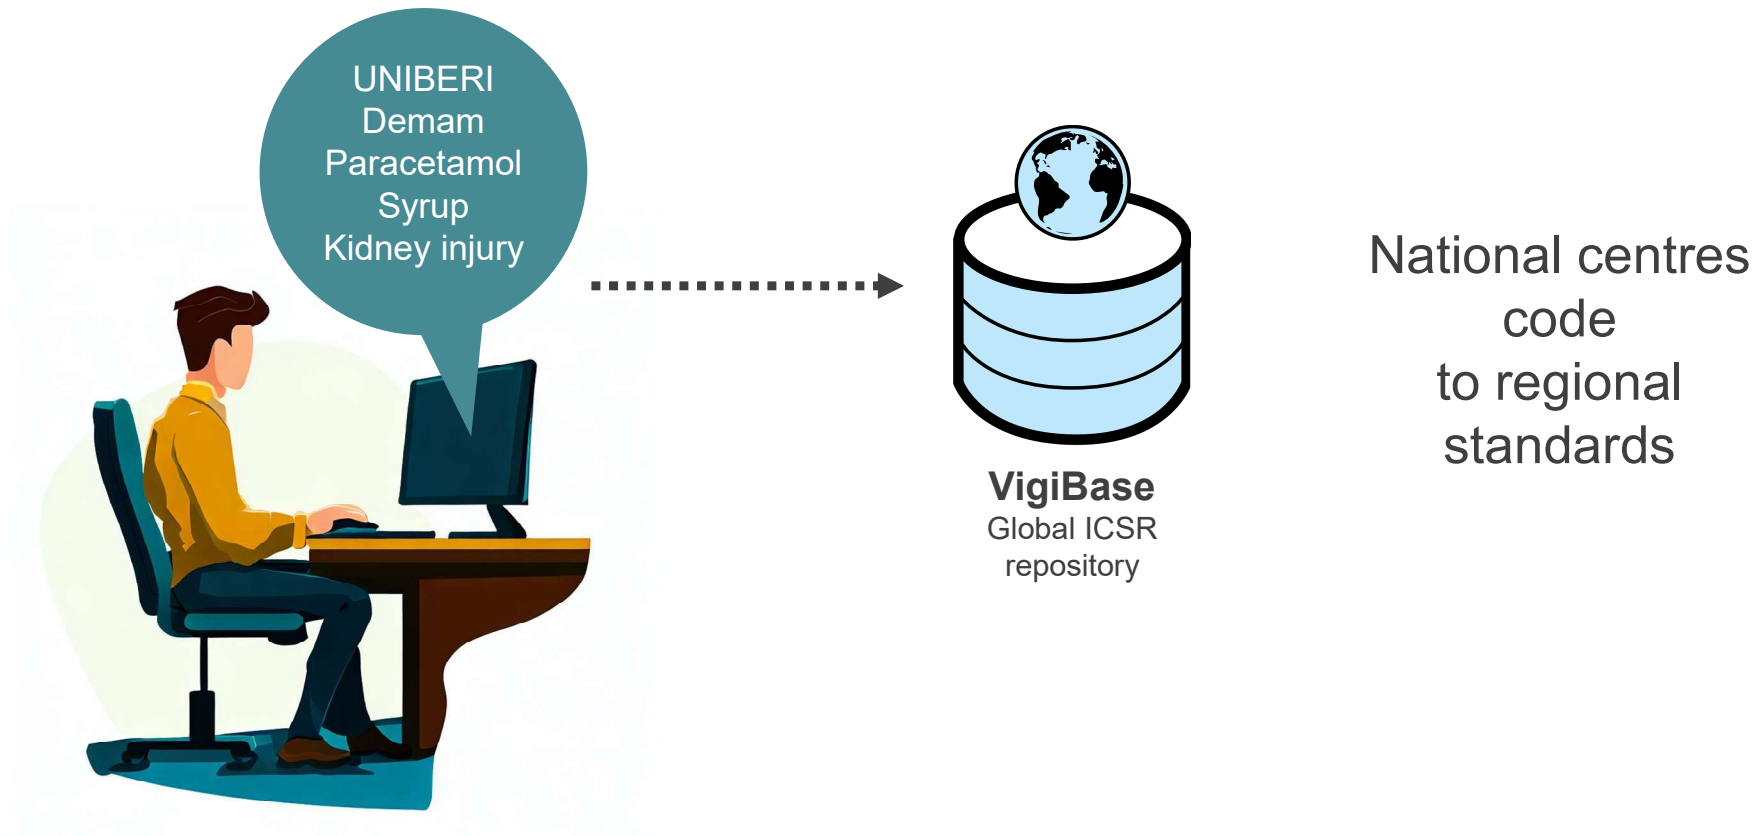 UNIBERI
Demam
Paracetamol
Syrup
Kidney injury
VigiBase
Global ICSR
repository
National centres
code
to regional
standards